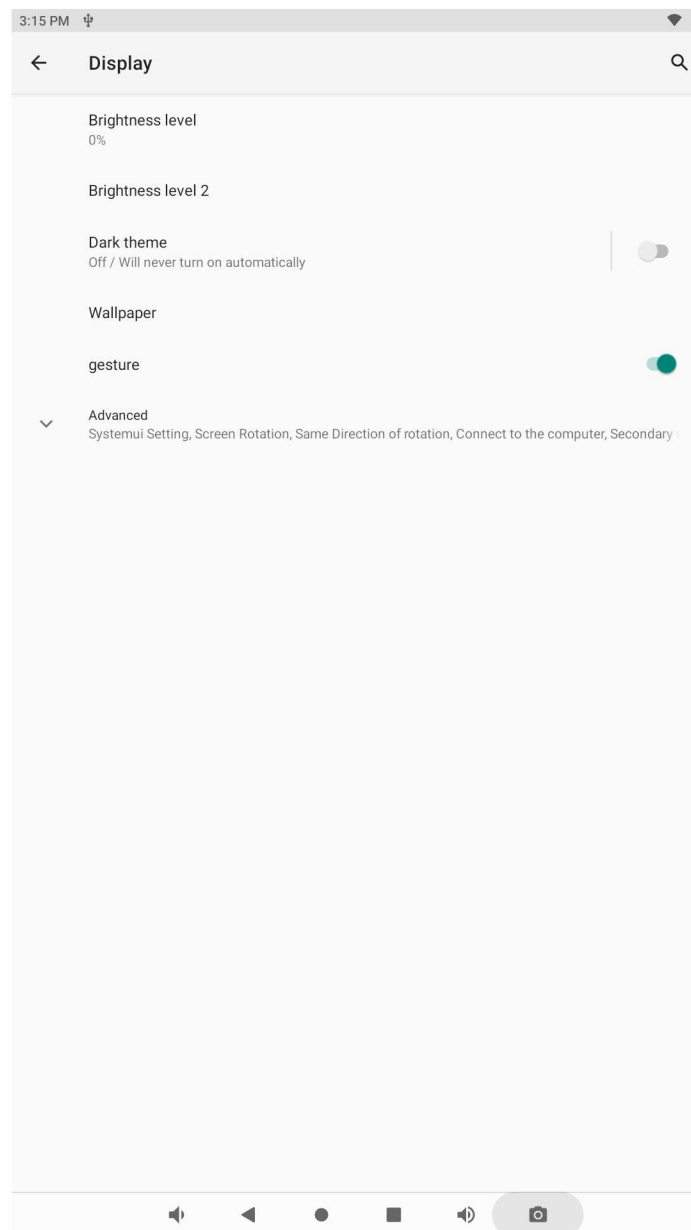 3:15 PM
Display
Brightness level
0%
Brightness level 2
Dark theme
Off / Will never turn on automatically
Wallpaper
gesture
Advanced
Systemui Setting, Screen Rotation, Same Direction of rotation, Connect to the computer, Secondary